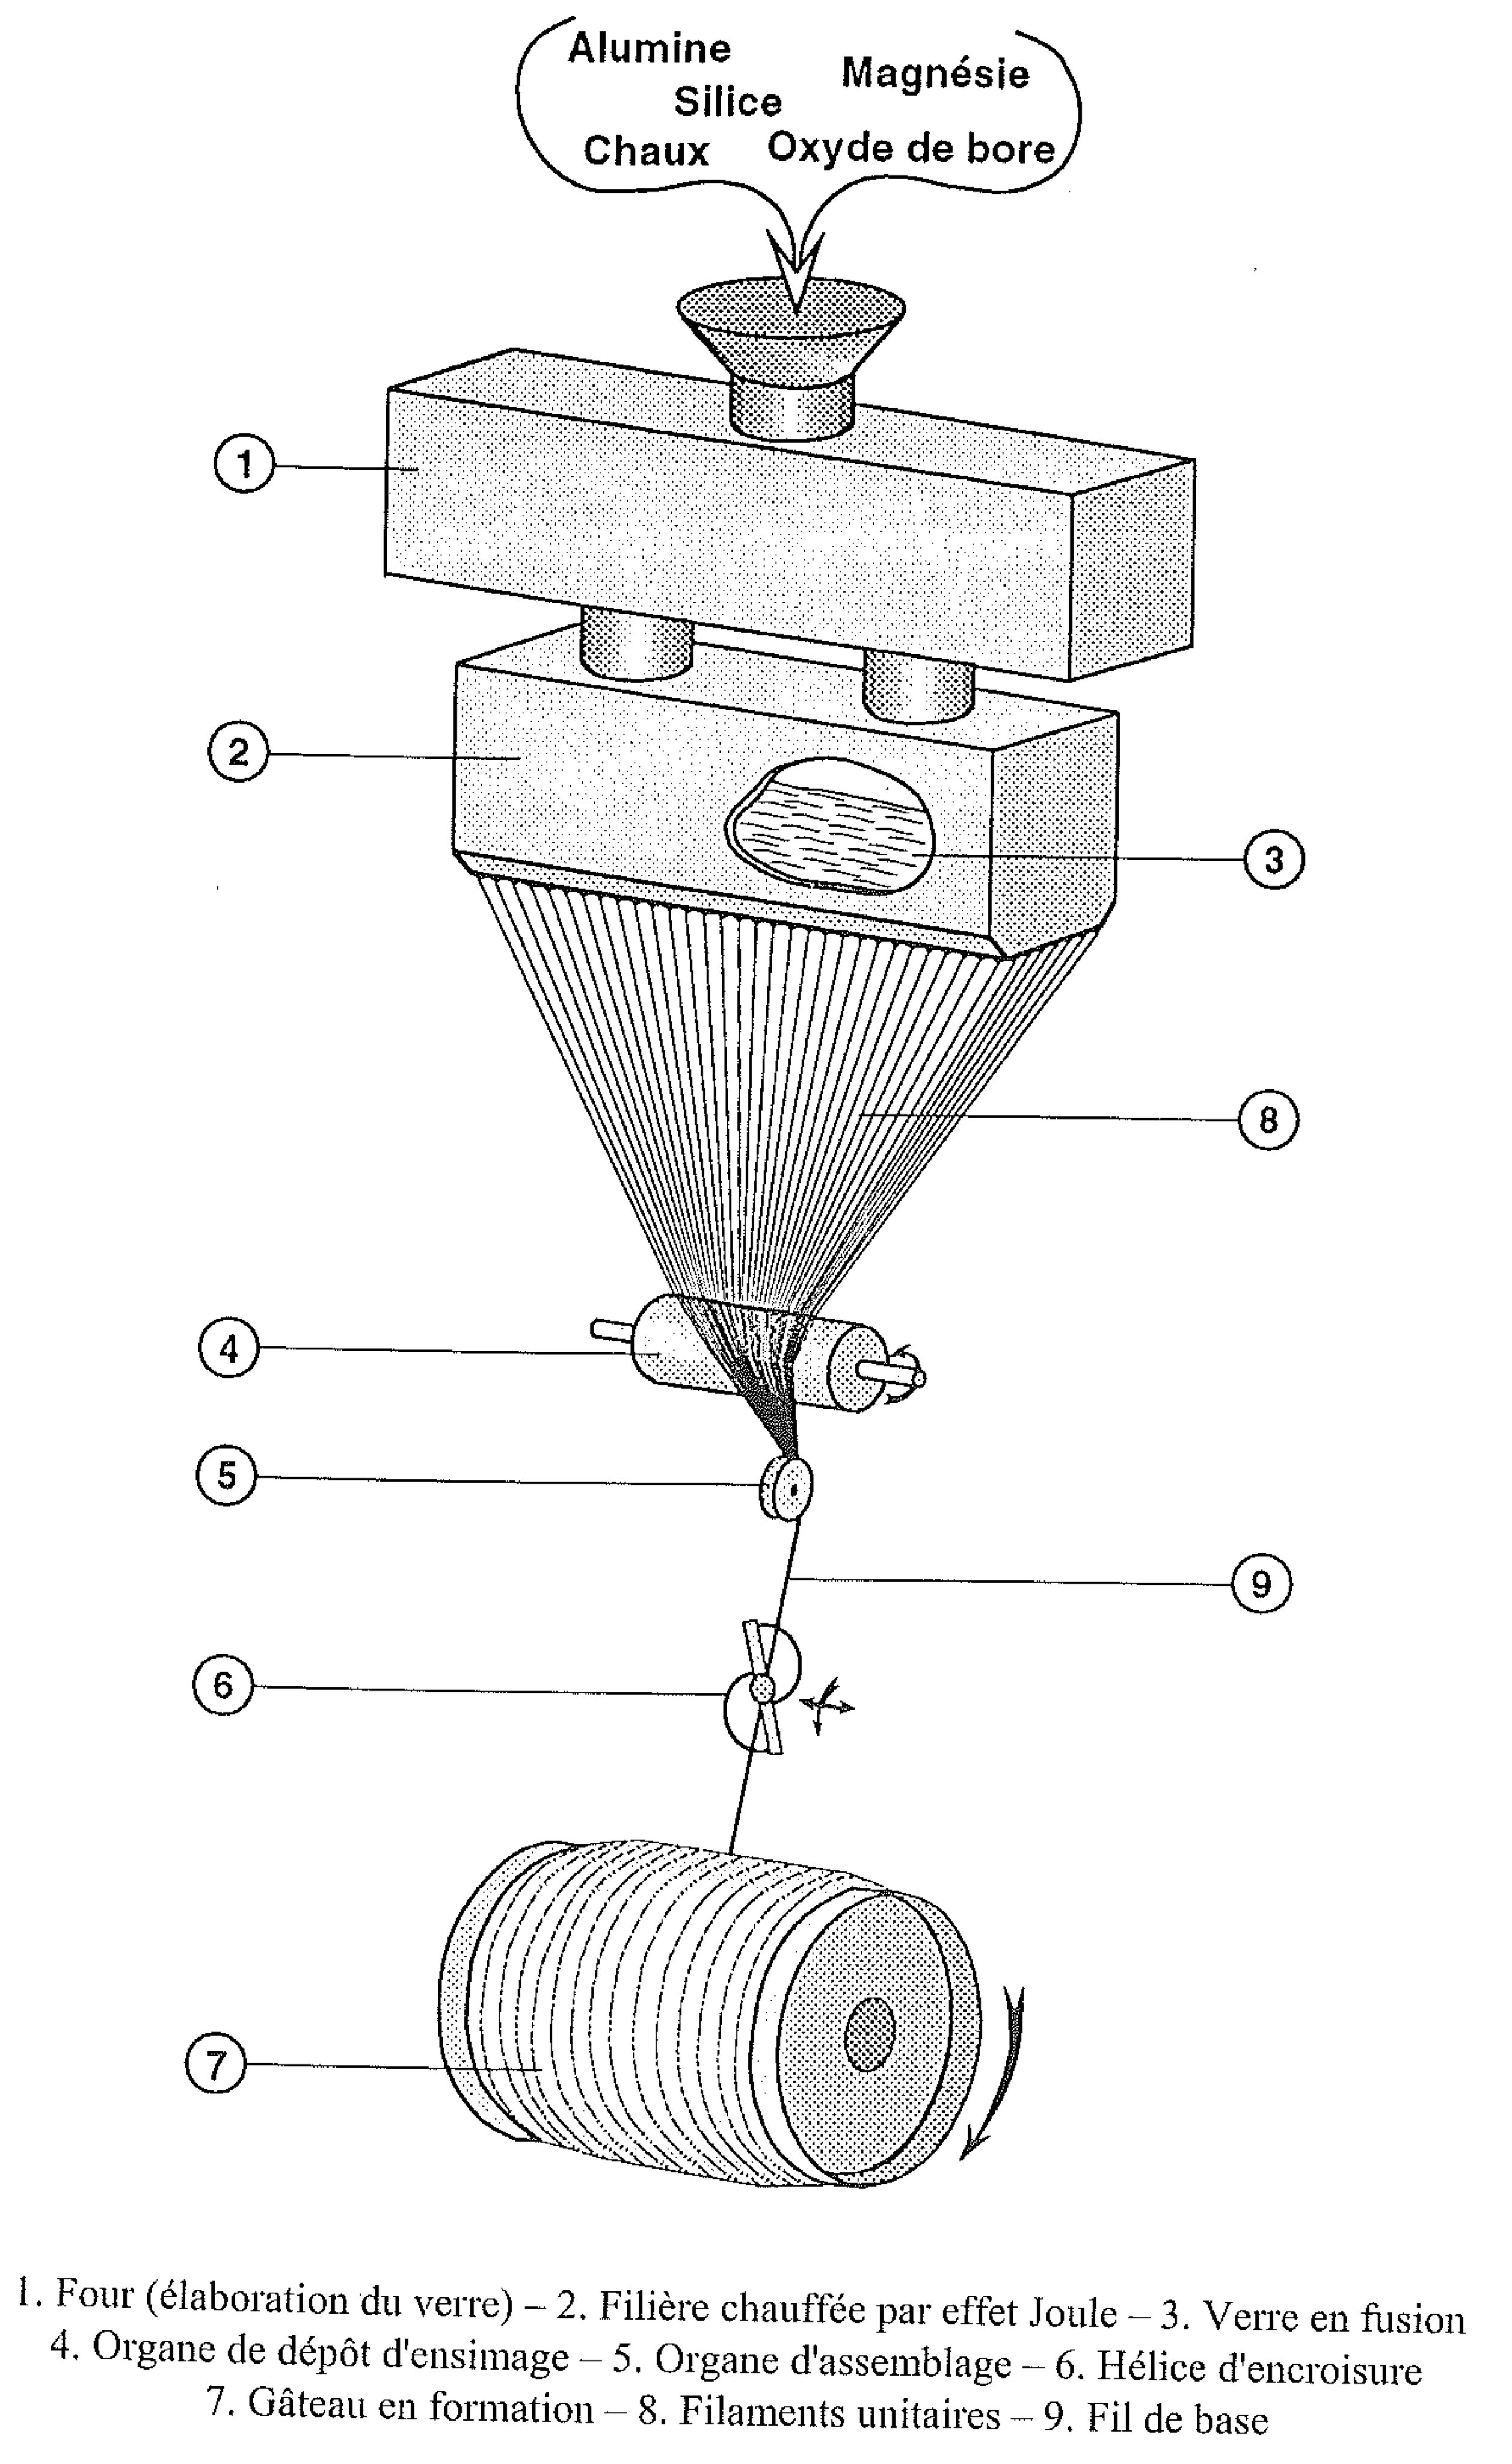 Alumine
Magnésie
Silice
Chaux
Oxyde de bore
1
2
3
8
4
5
9
6
7
1. Four (élaboration du verre) – 2. Filière chauffée par effet Joule – 3. Verre en fusion
4. Organe de dépôt d'ensimage – 5. Organe d'assemblage – 6. Hélice d'encroisure
7. Gâteau en formation – 8. Filaments unitaires – 9. Fil de base